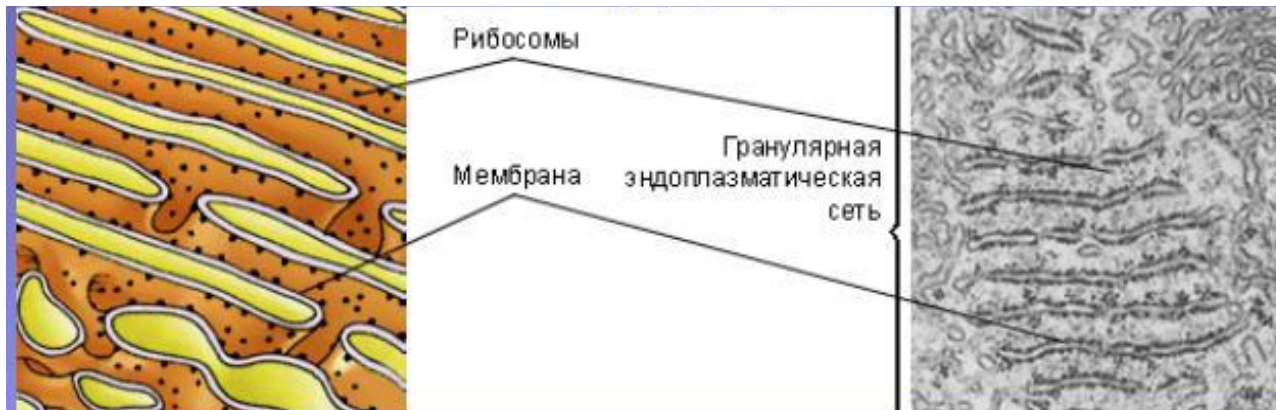 Рибосомы
Гранулярная
эндоплазматическая
сеть
Мембрана